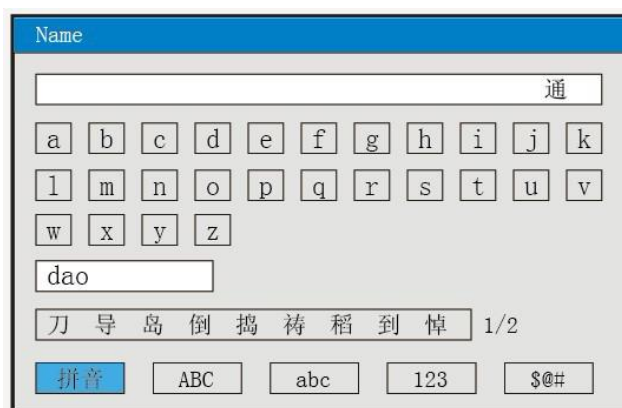 Name
通
a b c d e f g h i j k
l m n o p q r s t u v
w x y z
dao
刀 导 岛 倒 捣 祷 稻 到 悼 1/2
拼音 ABC abc 123 $@#